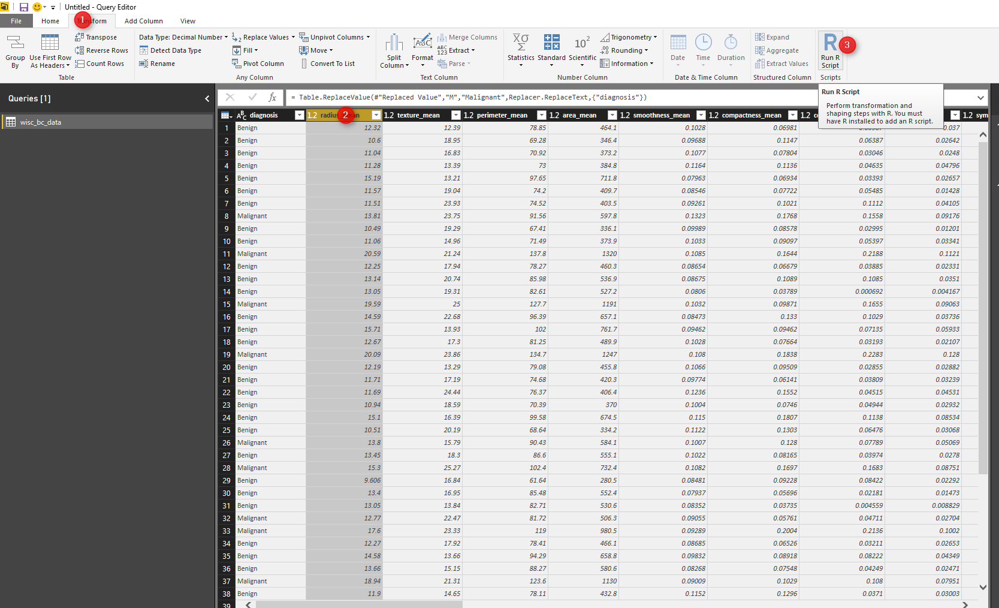 Untitled - Query Editor
File Home 1 Transform Add Column View
Group By
Use First Row As Headers
Transpose
Reverse Rows
Count Rows
Table
Data Type: Decimal Number
Detect Data Type
Rename
Replace Values
Fill
Pivot Column
Unpivot Columns
Move
Convert To List
Any Column
Split Column
Format
Merge Columns
Extract
Parse
Text Column
Statistics
Standard
Scientific
Trigonometry
Rounding
Information
Number Column
Date
Time
Duration
Date & Time Column
Expand
Aggregate
Extract Values
Structured Column
Run R Script
3
Scripts
Queries [1]
wisc_bc_data
fx = Table.ReplaceValue(#"Replaced Value","M","Malignant",Replacer.ReplaceText,{"diagnosis"})
Run R Script
Perform transformation and
shaping steps with R. You must
have R installed to add an R script.
diagnosis 1.2 radius_mean 2 1.2 texture_mean 1.2 perimeter_mean 1.2 area_mean 1.2 smoothness_mean 1.2 compactness_mean 1.2 1.2 sym
1 Benign 12.32 12.39 78.85 464.1 0.1028 0.06981 0.037
2 Benign 10.6 18.95 69.28 346.4 0.09688 0.1147 0.06387 0.02642
3 Benign 11.04 16.83 70.92 373.2 0.1077 0.07804 0.03046 0.0248
4 Benign 11.28 13.39 73 384.8 0.1164 0.1136 0.04635 0.04796
5 Benign 15.19 13.21 97.65 711.8 0.07963 0.06934 0.03393 0.02657
6 Benign 11.57 19.04 74.2 409.7 0.08546 0.07722 0.05485 0.01428
7 Benign 11.51 23.93 74.52 403.5 0.09261 0.1021 0.1112 0.04105
8 Malignant 13.81 23.75 91.56 597.8 0.1323 0.1768 0.1558 0.09176
9 Benign 10.49 19.29 67.41 336.1 0.09989 0.08578 0.02995 0.01201
10 Benign 11.06 14.96 71.49 373.9 0.1033 0.09097 0.05397 0.03341
11 Malignant 20.59 21.24 137.8 1320 0.1085 0.1644 0.2188 0.1121
12 Benign 12.25 17.94 78.27 460.3 0.08654 0.06679 0.03885 0.02331
13 Benign 13.14 20.74 85.98 536.9 0.08675 0.1089 0.1085 0.0351
14 Benign 13.05 19.31 82.61 527.2 0.0806 0.03789 0.000692 0.004167
15 Malignant 19.59 25 127.7 1191 0.1032 0.09871 0.1655 0.09063
16 Benign 14.59 22.68 96.39 657.1 0.08473 0.133 0.1029 0.03736
17 Benign 15.71 13.93 102 761.7 0.09462 0.09462 0.07135 0.05933
18 Benign 12.67 17.3 81.25 489.9 0.1028 0.07664 0.03193 0.02107
19 Malignant 20.09 23.86 134.7 1247 0.108 0.1838 0.2283 0.128
20 Benign 12.19 13.29 79.08 455.8 0.1066 0.09509 0.02855 0.02882
21 Benign 11.71 17.19 74.68 420.3 0.09774 0.06141 0.03809 0.03239
22 Benign 11.69 24.44 76.37 406.4 0.1236 0.1552 0.04515 0.04531
23 Benign 10.94 18.59 70.39 370 0.1004 0.0746 0.04944 0.02932
24 Benign 15.1 16.39 99.58 674.5 0.115 0.1807 0.1138 0.08534
25 Benign 10.51 20.19 68.64 334.2 0.1122 0.1303 0.06476 0.03068
26 Malignant 13.8 15.79 90.43 584.1 0.1007 0.128 0.07789 0.05069
27 Benign 13.45 18.3 86.6 555.1 0.1022 0.08165 0.03974 0.0278
28 Malignant 15.3 25.27 102.4 732.4 0.1082 0.1697 0.1683 0.08751
29 Benign 9.606 16.84 61.64 280.5 0.08481 0.09228 0.08422 0.02292
30 Benign 13.4 16.95 85.48 552.4 0.07937 0.05696 0.02181 0.01473
31 Benign 13.05 13.84 82.71 530.6 0.08352 0.03735 0.004559 0.008829
32 Malignant 12.77 22.47 81.72 506.3 0.09055 0.05761 0.04711 0.02704
33 Malignant 17.6 23.33 119 980.5 0.09289 0.2004 0.2136 0.1002
34 Benign 12.27 17.92 78.41 466.1 0.08685 0.06526 0.03211 0.02653
35 Benign 14.58 13.66 94.29 658.8 0.09832 0.08918 0.08222 0.04349
36 Benign 13.66 15.15 88.27 580.6 0.08268 0.07548 0.04249 0.02471
37 Malignant 18.94 21.31 123.6 1130 0.09009 0.1029 0.108 0.07951
38 Benign 11.9 14.65 78.11 432.8 0.1152 0.1296 0.0371 0.03003
39